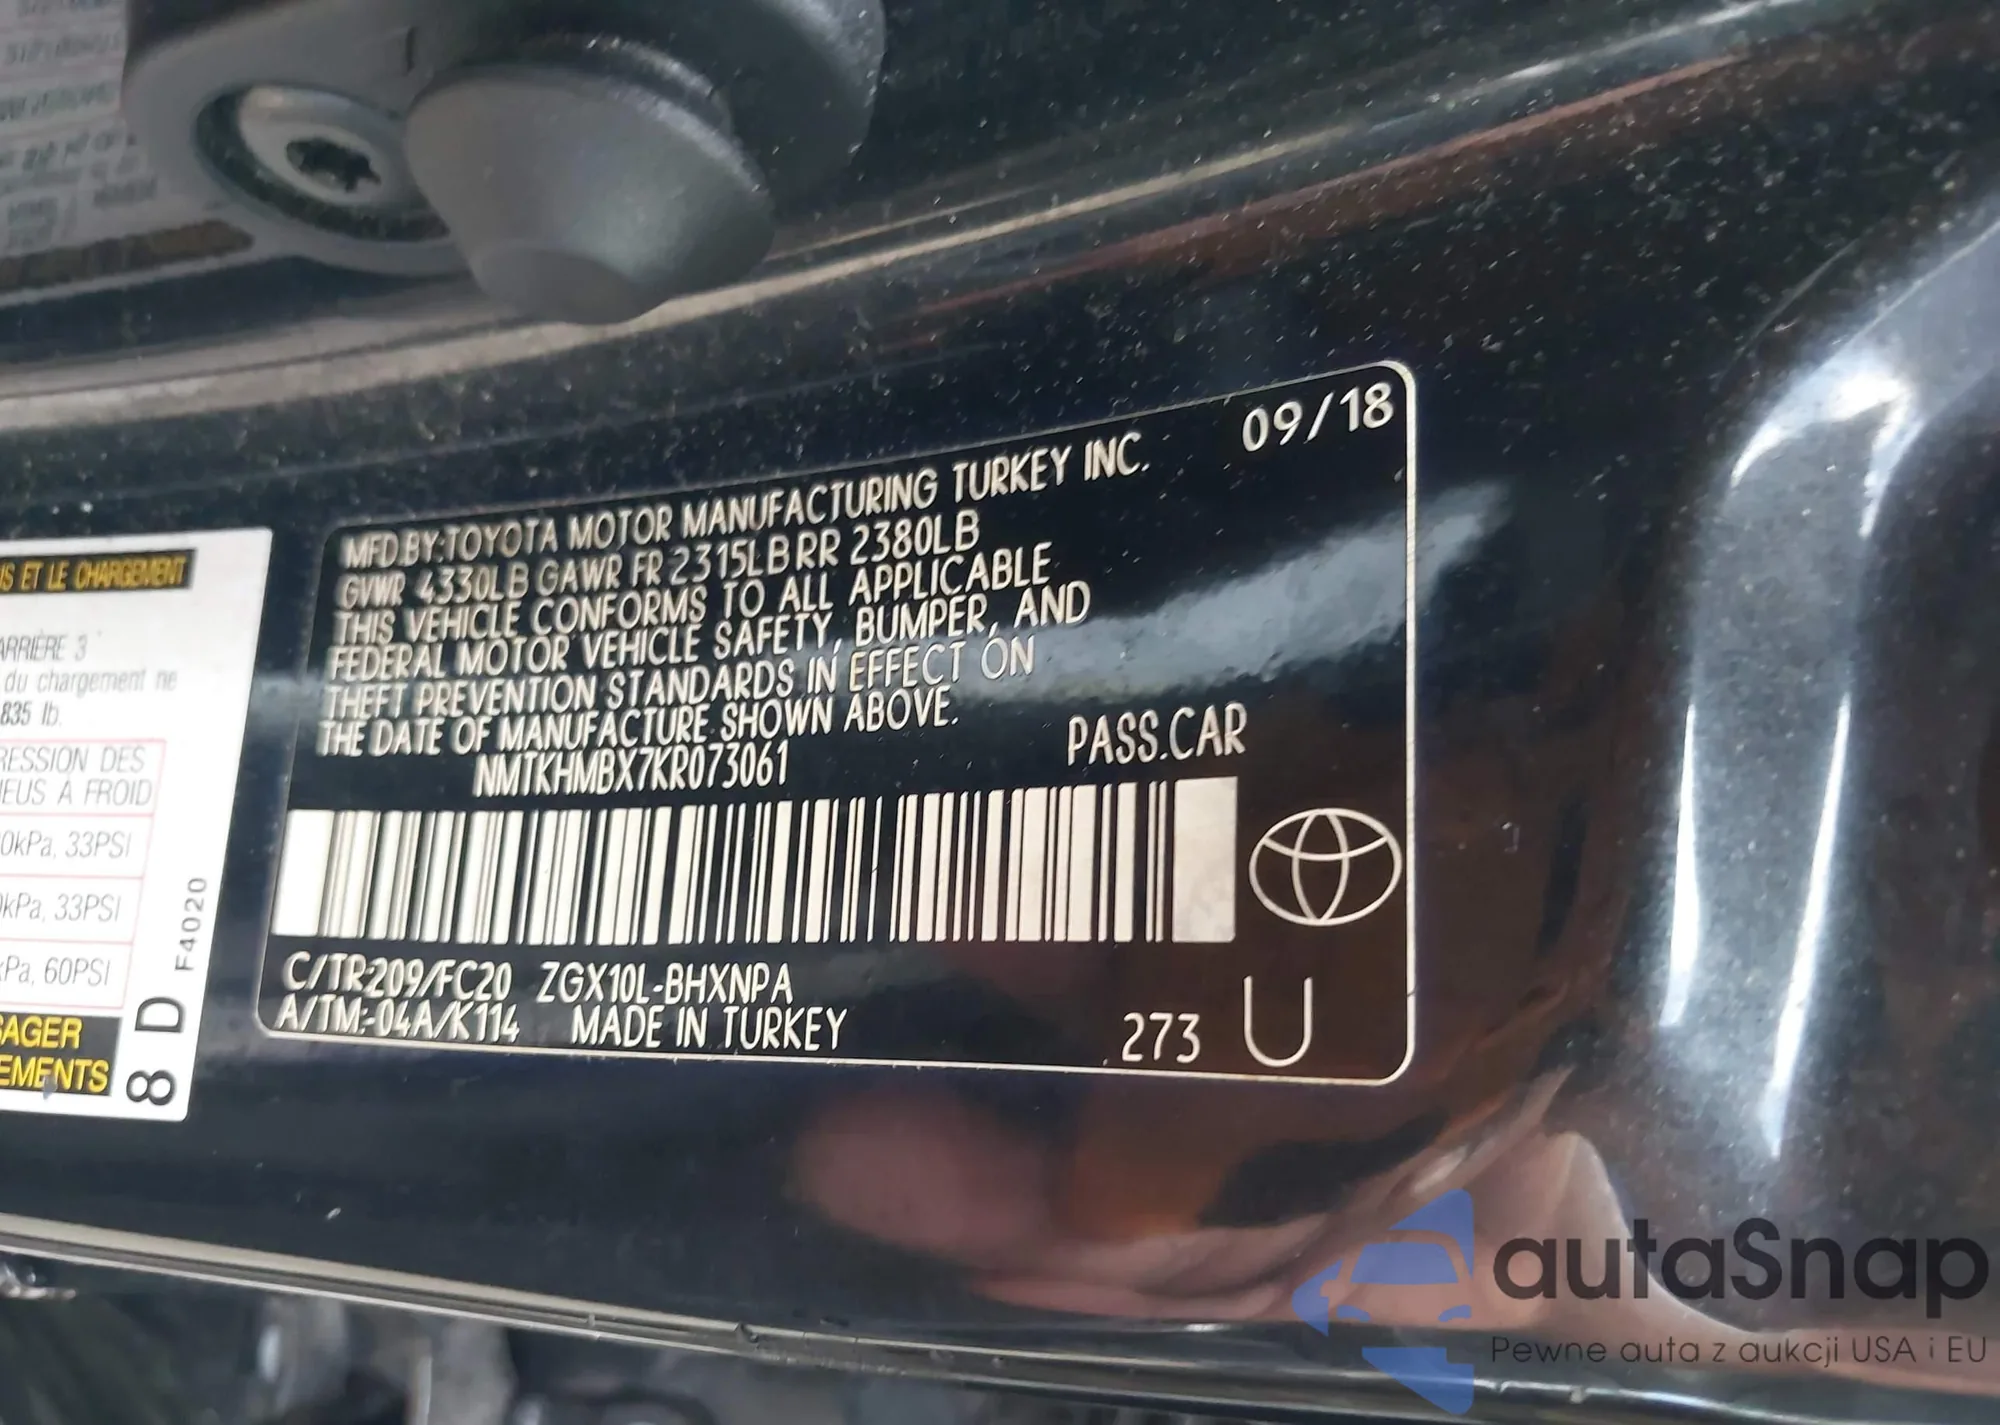 09/18
MFD.BY:TOYOTA MOTOR MANUFACTURING TURKEY INC.
GVWR 4330LB GAWR FR 2315LB RR 2380LB
THIS VEHICLE CONFORMS TO ALL APPLICABLE
FEDERAL MOTOR VEHICLE SAFETY, BUMPER, AND
THEFT PREVENTION STANDARDS IN EFFECT ON
THE DATE OF MANUFACTURE SHOWN ABOVE.
NMTKHMBX7KR073061
PASS.CAR
C/TR:209/FC20 ZGX10L-BHXNPA
A/TM:-04A/K114 MADE IN TURKEY
273 U
S ET LE CHARGEMENT
ARRIÈRE 3
du chargement ne
835 lb.
RESSION DES
NEUS À FROID
0kPa, 33PSI
kPa, 33PSI
kPa, 60PSI
F4020
8 D
SAGER
EMENTS
autaSnap
Pewne auta z aukcji USA i EU